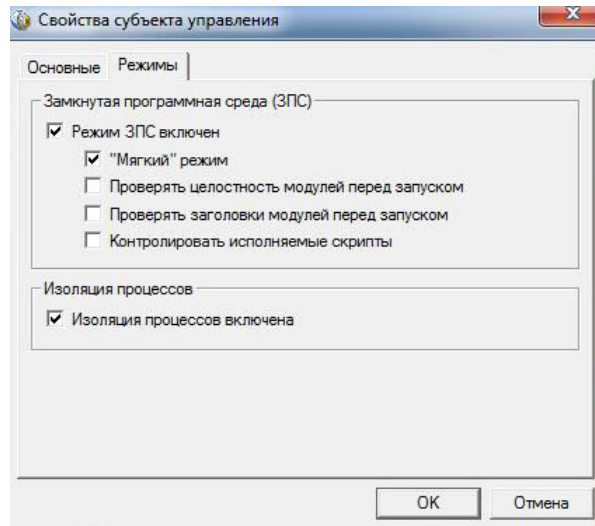 Свойства субъекта управления
Основные Режимы
Замкнутая программная среда (ЗПС)
Режим ЗПС включен
"Мягкий" режим
Проверять целостность модулей перед запуском
Проверять заголовки модулей перед запуском
Контролировать исполняемые скрипты
Изоляция процессов
Изоляция процессов включена
OK Отмена